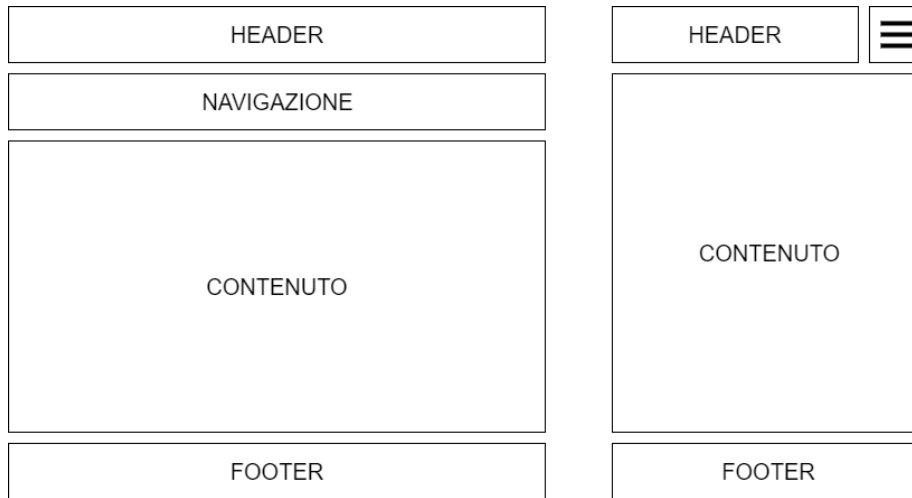 HEADER
NAVIGAZIONE
CONTENUTO
FOOTER
HEADER
CONTENUTO
FOOTER